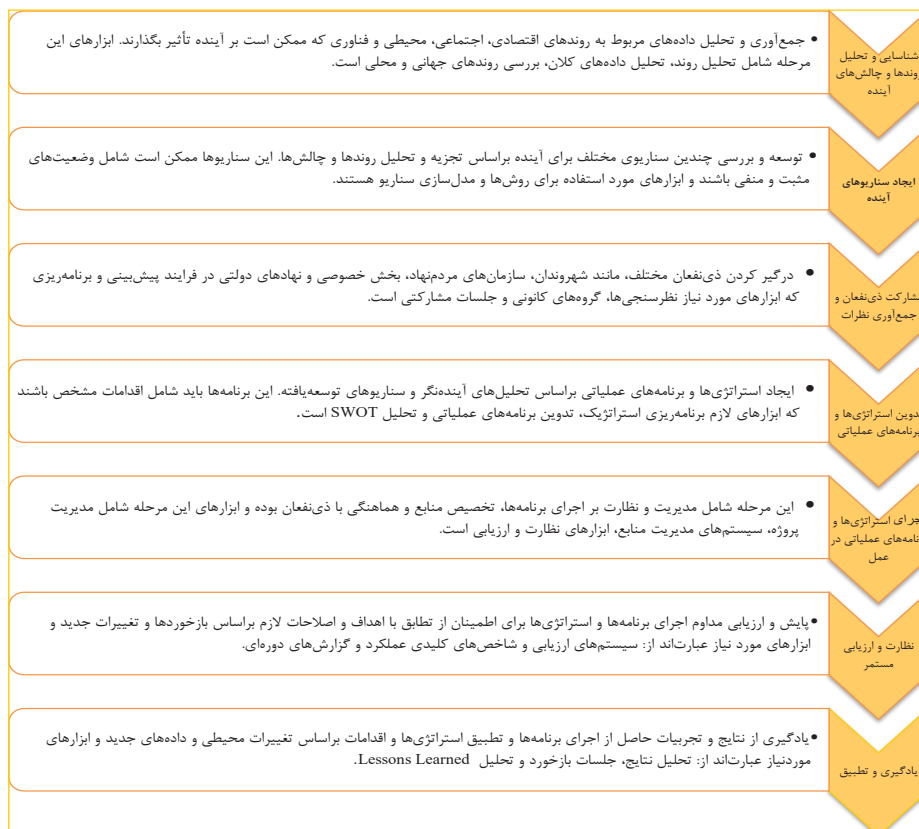 شناسایی و تحلیل
روندها و چالش‌های
آینده
• جمع‌آوری و تحلیل داده‌های مربوط به روندهای اقتصادی، اجتماعی، محیطی و فناوری که ممکن است بر آینده تأثیر بگذارند. ابزارهای این
مرحله شامل تحلیل روند، تحلیل داده‌های کلان، بررسی روندهای جهانی و محلی است.
ایجاد سناریوهای
آینده
• توسعه و بررسی چندین سناریوی مختلف برای آینده براساس تجزیه و تحلیل روندها و چالش‌ها. این سناریوها ممکن است شامل وضعیت‌های
مثبت و منفی باشند و ابزارهای مورد استفاده برای روش‌ها و مدل‌سازی سناریو هستند.
مشارکت ذی‌نفعان و
جمع‌آوری نظرات
• درگیر کردن ذی‌نفعان مختلف، مانند شهروندان، سازمان‌های مردم‌نهاد، بخش خصوصی و نهادهای دولتی در فرایند پیش‌بینی و برنامه‌ریزی
که ابزارهای مورد نیاز نظرسنجی‌ها، گروه‌های کانونی و جلسات مشارکتی است.
تدوین استراتژی‌ها و
برنامه‌های عملیاتی
• ایجاد استراتژی‌ها و برنامه‌های عملیاتی براساس تحلیل‌های آینده‌نگر و سناریوهای توسعه‌یافته. این برنامه‌ها باید شامل اقدامات مشخص باشند
که ابزارهای لازم برنامه‌ریزی استراتژیک، تدوین برنامه‌های عملیاتی و تحلیل SWOT است.
اجرای استراتژی‌ها و
برنامه‌های عملیاتی در
عمل
• این مرحله شامل مدیریت و نظارت بر اجرای برنامه‌ها، تخصیص منابع و هماهنگی با ذی‌نفعان بوده و ابزارهای این مرحله شامل مدیریت
پروژه، سیستم‌های مدیریت منابع، ابزارهای نظارت و ارزیابی است.
نظارت و ارزیابی
مستمر
• پایش و ارزیابی مداوم اجرای برنامه‌ها و استراتژی‌ها برای اطمینان از تطابق با اهداف و اصلاحات لازم براساس بازخوردها و تغییرات جدید و
ابزارهای مورد نیاز عبارت‌اند از: سیستم‌های ارزیابی و شاخص‌های کلیدی عملکرد و گزارش‌های دوره‌ای.
یادگیری و تطبیق
• یادگیری از نتایج و تجربیات حاصل از اجرای برنامه‌ها و تطبیق استراتژی‌ها و اقدامات براساس تغییرات محیطی و داده‌های جدید و ابزارهای
موردنیاز عبارت‌اند از: تحلیل نتایج، جلسات بازخورد و تحلیل Lessons Learned.